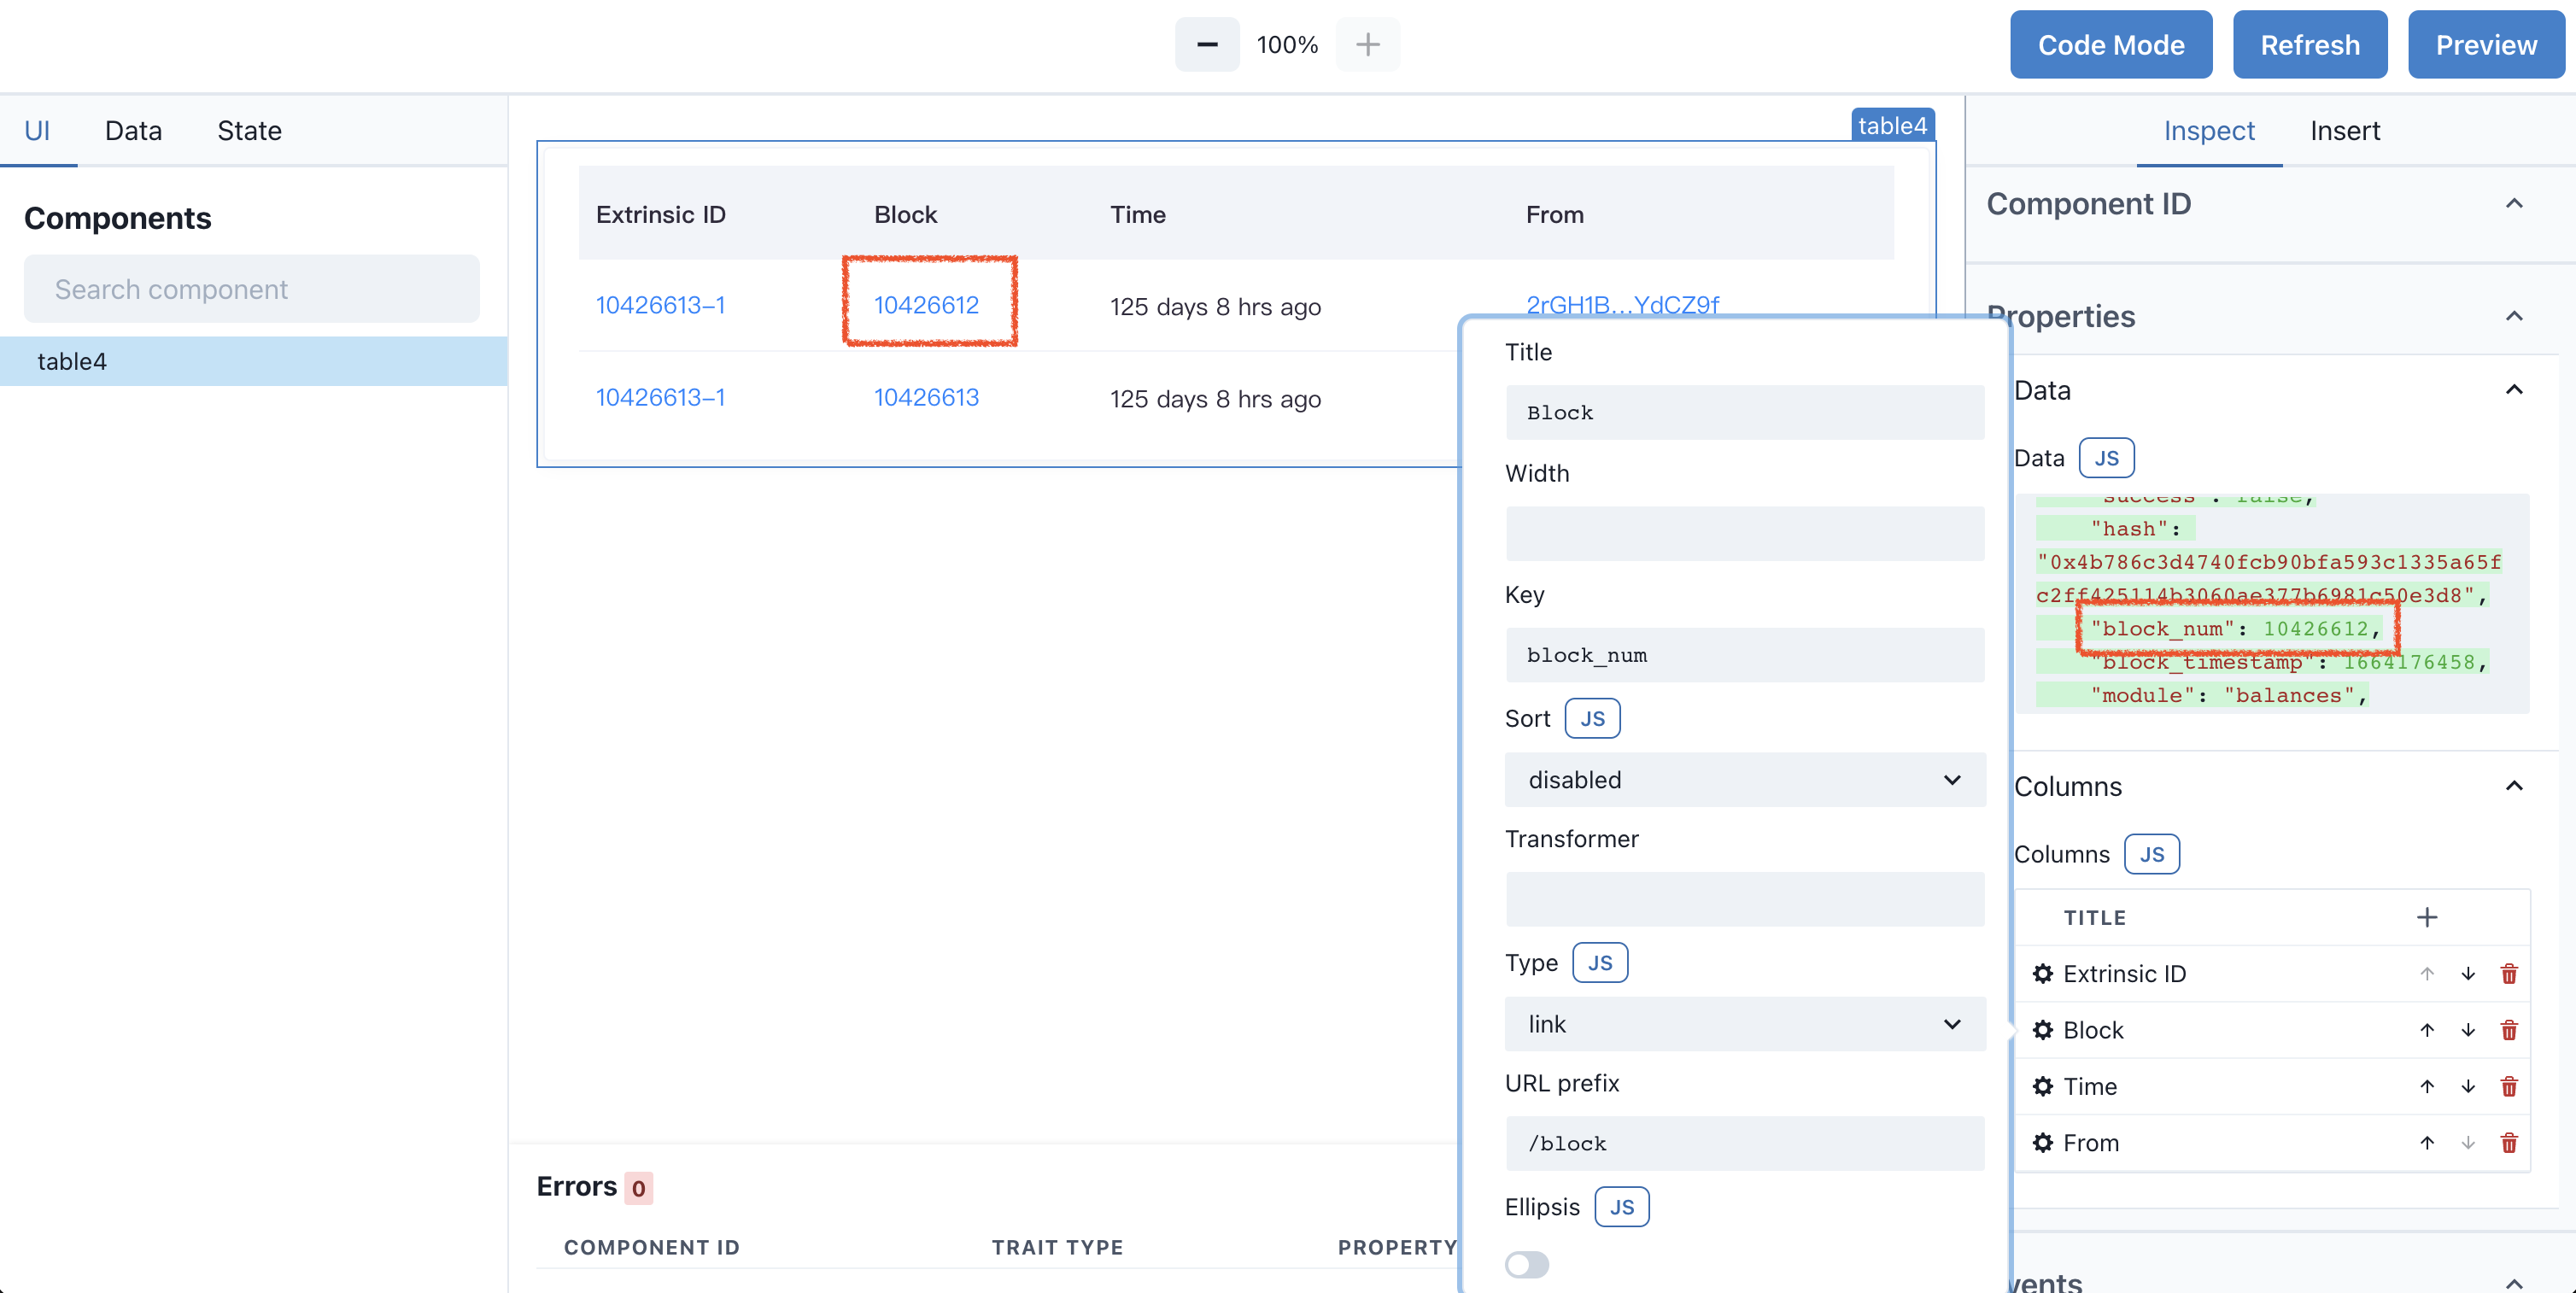 100%
Code Mode
Refresh
Preview
UI
Data
State
Components
Search component
table4
table4
Extrinsic ID Block Time From
10426613-1 10426612 125 days 8 hrs ago 2rGH1B...YdCZ9f
10426613-1 10426613 125 days 8 hrs ago
Errors 0
COMPONENT ID TRAIT TYPE PROPERTY
Title
Block
Width
Key
block_num
Sort JS
disabled
Transformer
Type JS
link
URL prefix
/block
Ellipsis JS
Inspect
Insert
Component ID
Properties
Data
Data JS
"success": false,
"hash":
"0x4b786c3d4740fcb90bfa593c1335a65f
c2ff425114b3060ae377b6981c50e3d8",
"block_num": 10426612,
"block_timestamp": 1664176458,
"module": "balances",
Columns
Columns JS
TITLE
Extrinsic ID
Block
Time
From
vents